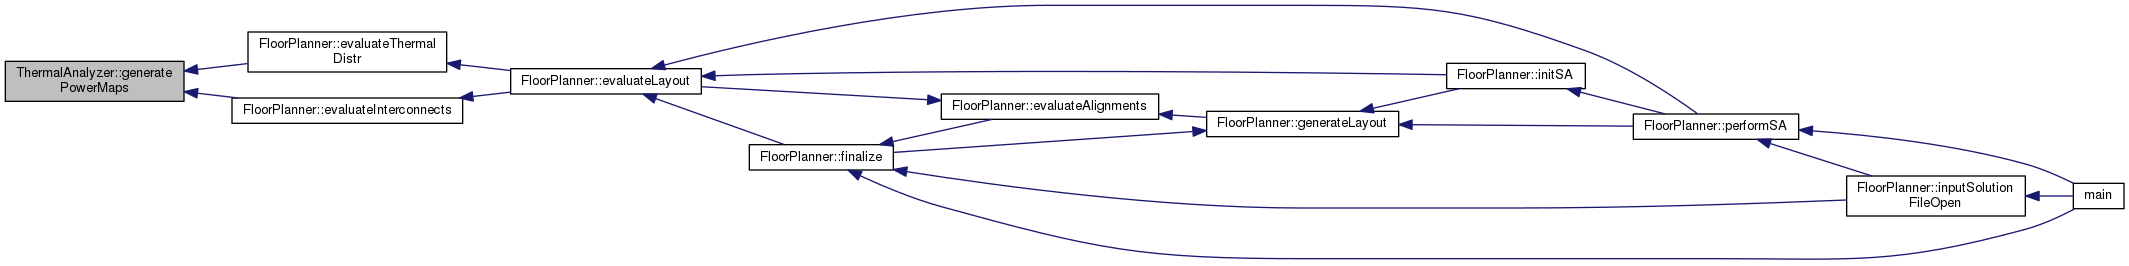 ThermalAnalyzer::generate
PowerMaps
FloorPlanner::evaluateThermal
Distr
FloorPlanner::evaluateInterconnects
FloorPlanner::evaluateLayout
FloorPlanner::finalize
FloorPlanner::evaluateAlignments
FloorPlanner::generateLayout
FloorPlanner::initSA
FloorPlanner::performSA
FloorPlanner::inputSolution
FileOpen
main